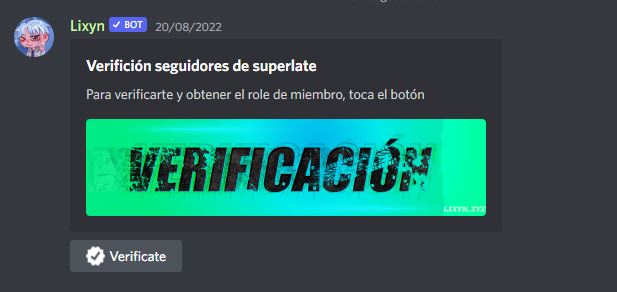 Lixyn BOT 20/08/2022
Verifición seguidores de superlate
Para verificarte y obtener el role de miembro, toca el botón
VERIFICACIÓN
LIXYN.XYZ
Verificate